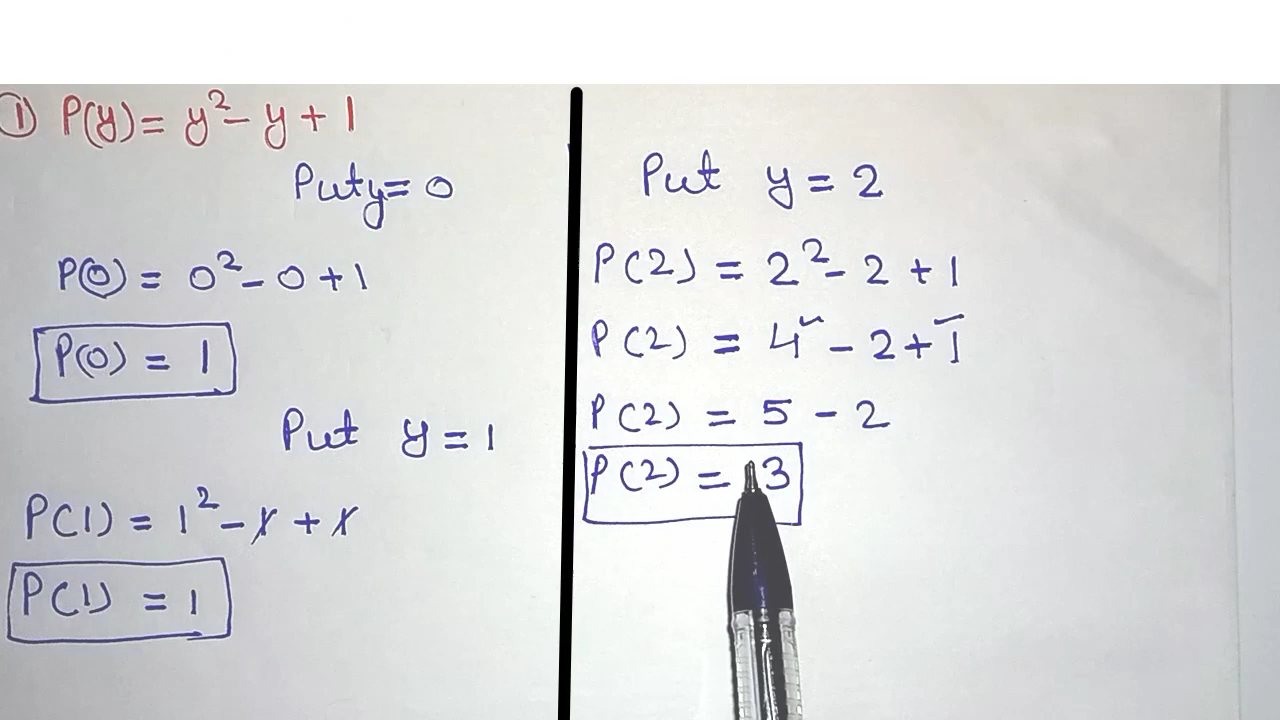 ① P(y) = y² - y + 1
Put y = 0
P(0) = 0² - 0 + 1
P(0) = 1
Put y = 1
P(1) = 1² - 1 + 1
P(1) = 1
Put y = 2
P(2) = 2² - 2 + 1
P(2) = 4 - 2 + 1
P(2) = 5 - 2
P(2) = 3